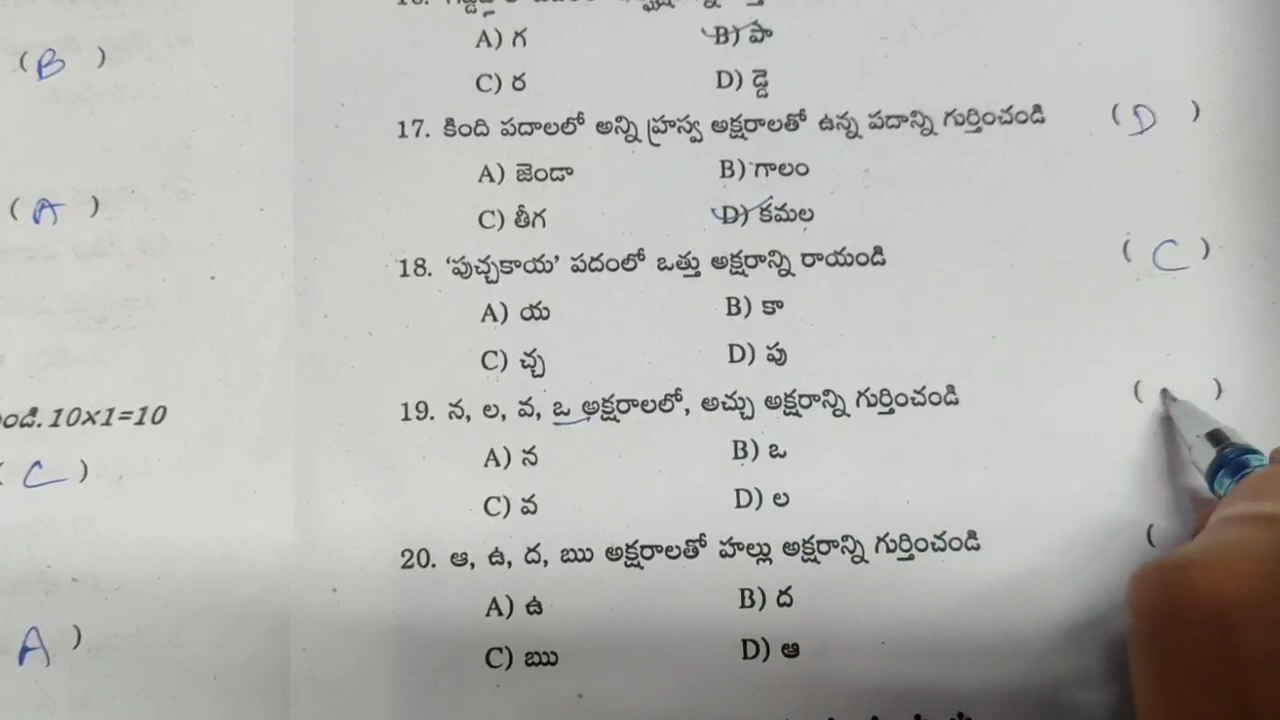 A) గ B) పా
( B )
C) ర D) డ్డె
17. కింది పదాలలో అన్ని హ్రస్వ అక్షరాలతో ఉన్న పదాన్ని గుర్తించండి ( D )
A) జెండా B) గాలం
( A )
C) తీగ D) కమల
18. ‘పుచ్చకాయ’ పదంలో ఒత్తు అక్షరాన్ని రాయండి ( C )
A) య B) కా
C) చ్చ D) పు
19. న, ల, వ, ఒ అక్షరాలలో, అచ్చు అక్షరాన్ని గుర్తించండి ( )
10×1=10
A) న B) ఒ
( C )
C) వ D) ల
20. ఆ, ఉ, ద, ఋ అక్షరాలతో హల్లు అక్షరాన్ని గుర్తించండి (
A) ఉ B) ద
A )
C) ఋ D) ఆ